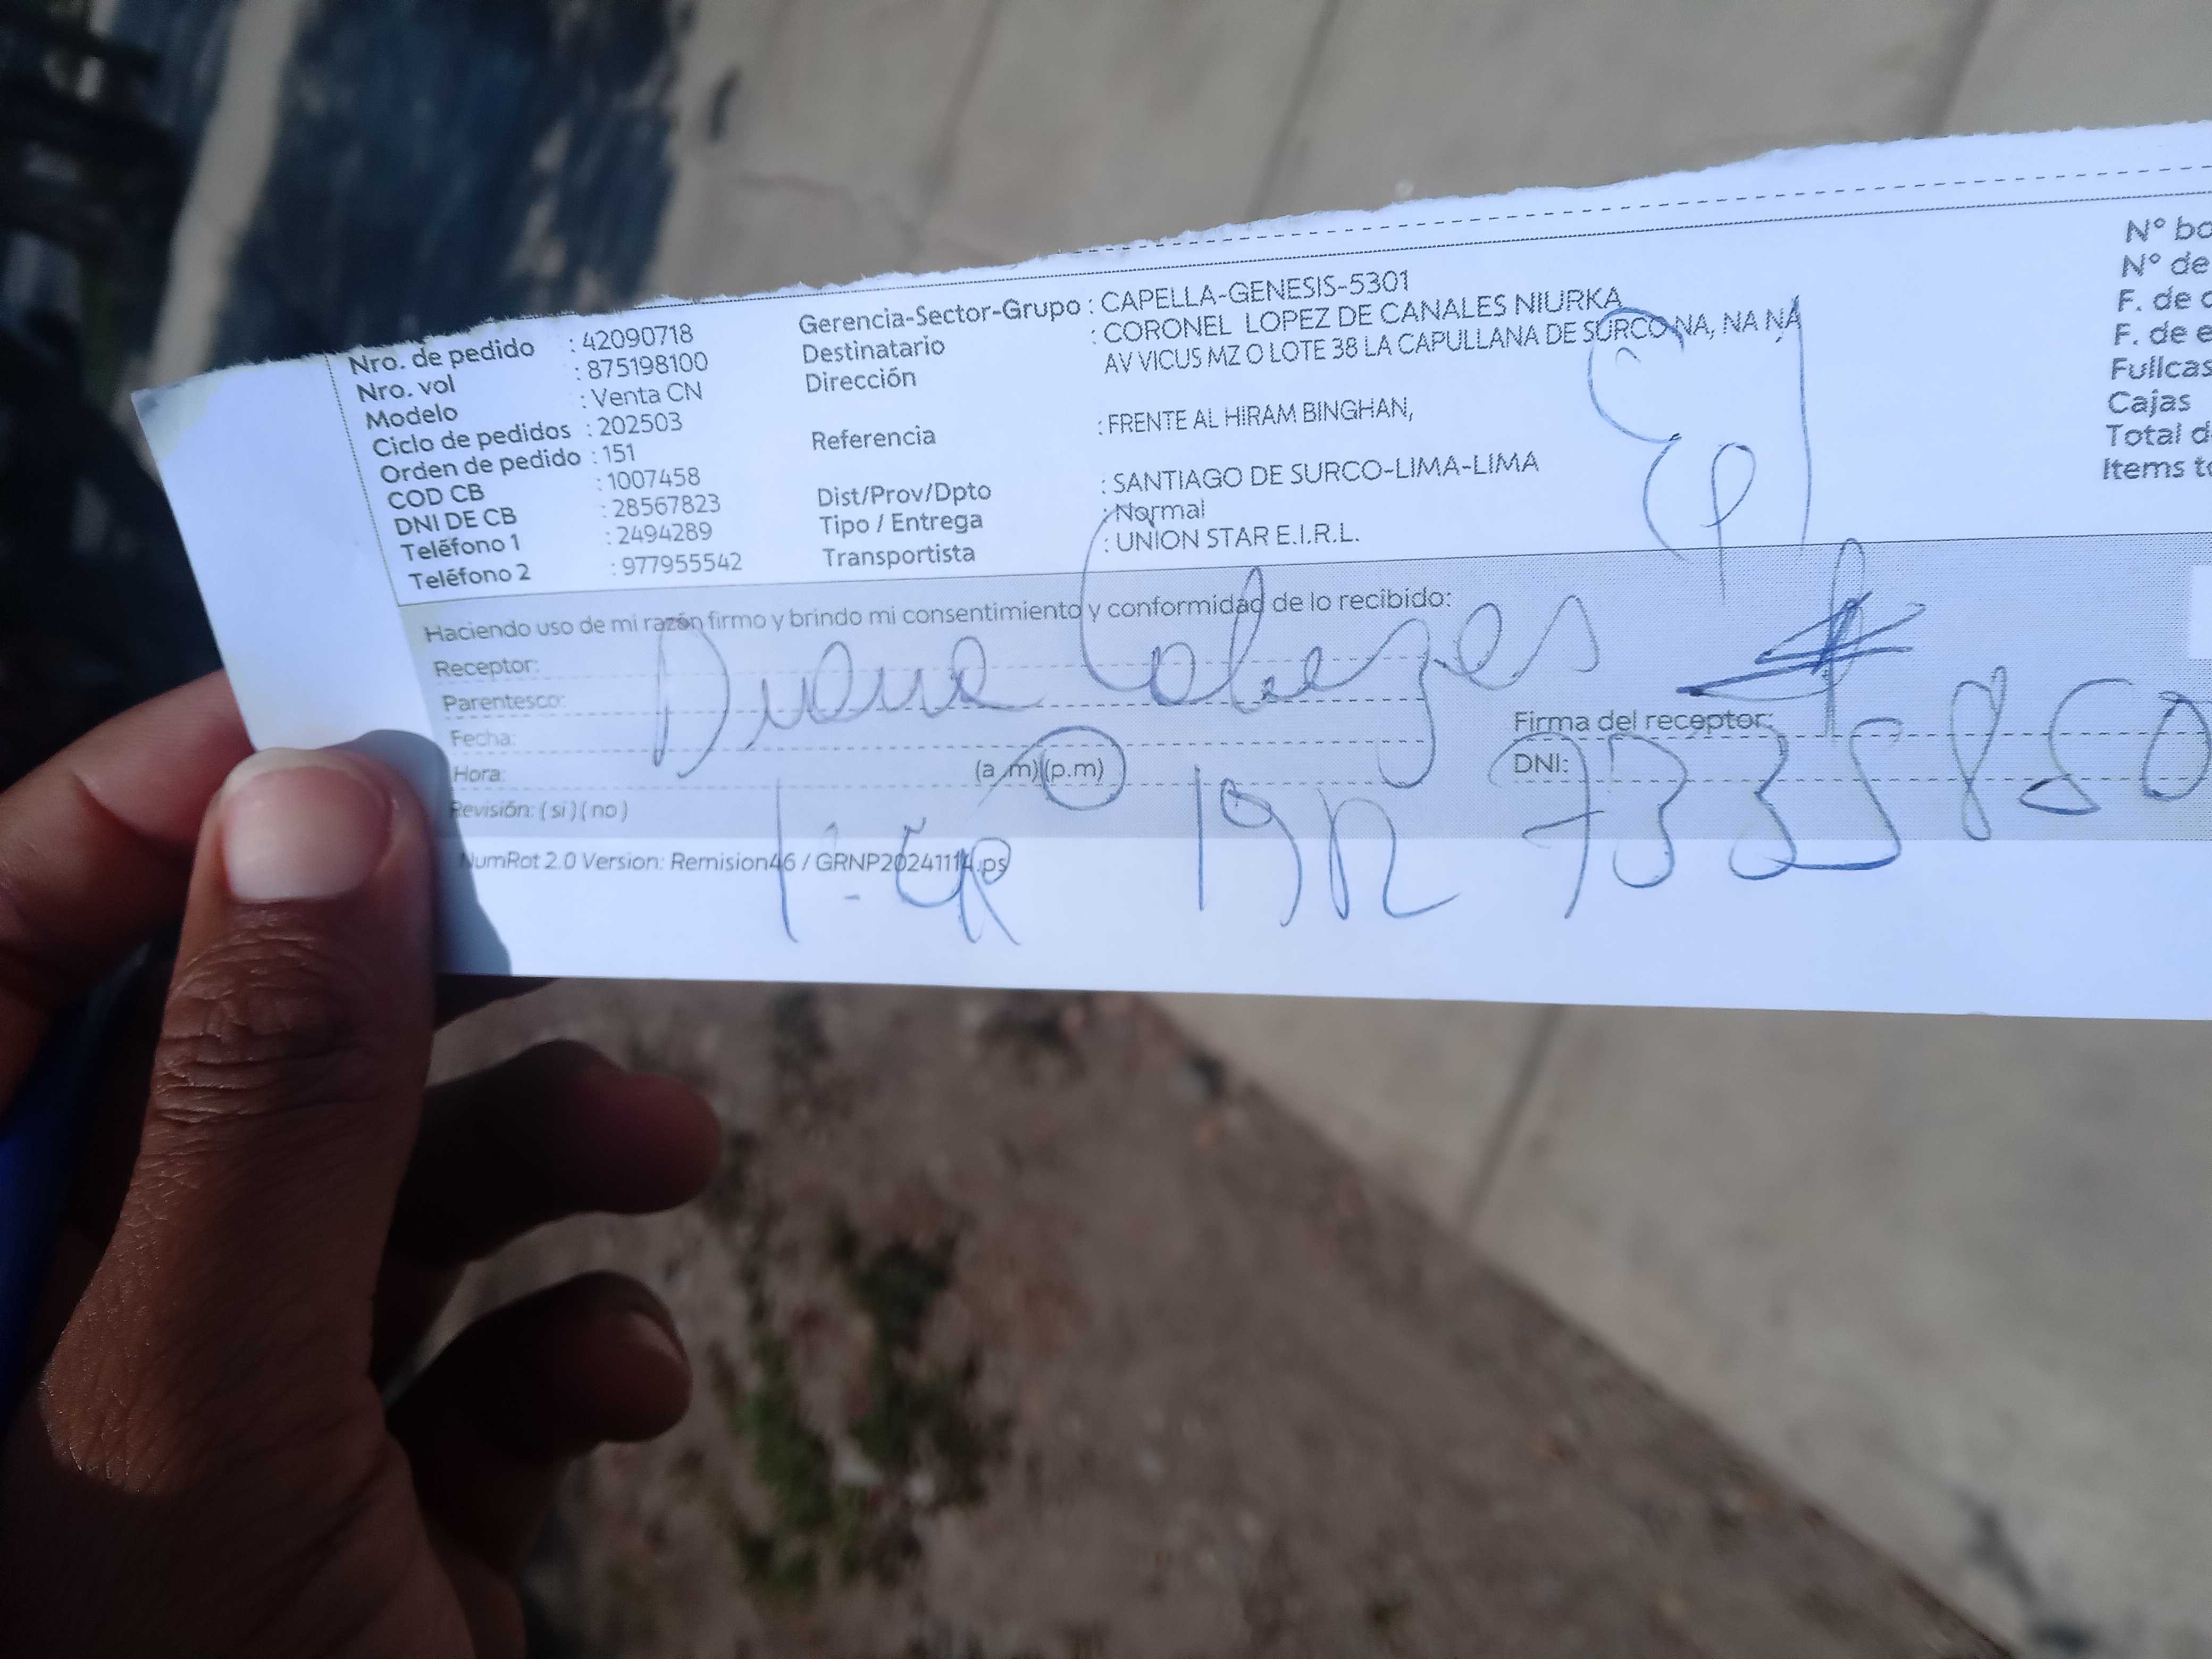 Nro. de pedido : 42090718
Nro. vol : 875198100
Modelo : Venta CN
Ciclo de pedidos : 202503
Orden de pedido : 151
COD CB : 1007458
DNI DE CB : 28567823
Teléfono 1 : 2494289
Teléfono 2 : 977955542
Gerencia-Sector-Grupo : CAPELLA-GENESIS-5301
Destinatario : CORONEL LOPEZ DE CANALES NIURKA
Dirección AV VICUS MZ O LOTE 38 LA CAPULLANA DE SURCO NA, NA NA
Referencia : FRENTE AL HIRAM BINGHAN,
Dist/Prov/Dpto : SANTIAGO DE SURCO-LIMA-LIMA
Tipo / Entrega : Normal
Transportista : UNION STAR E.I.R.L.
N° bo
N° de
F. de
F. de e
Fullcas
Cajas
Total d
Items to
Haciendo uso de mi razón firmo y brindo mi consentimiento y conformidad de lo recibido:
Receptor:
Parentesco:
Fecha:
Hora: (a.m)(p.m)
Revisión: ( si ) ( no )
Firma del receptor:
DNI: 7335850
NumRot 2.0 Version: Remision46 / GRNP20241114.ps